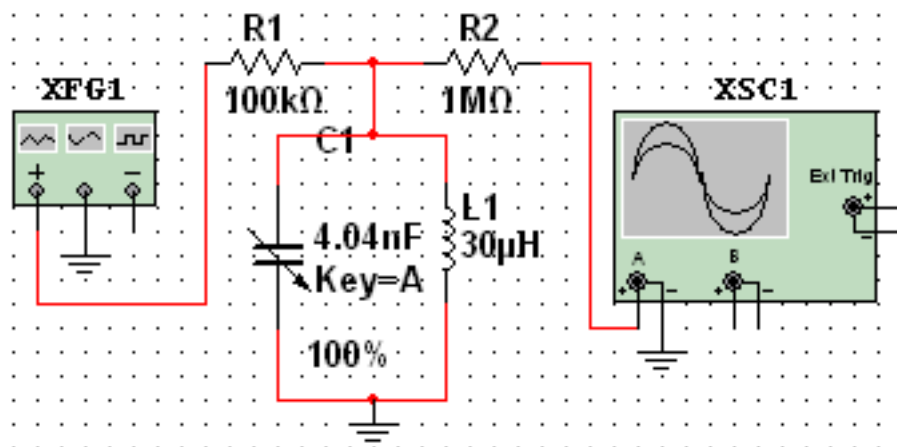 R1
R2
XFG1
100kΩ
1MΩ
XSC1
C1
+
−
Ext Trig
+
−
L1
4.04nF
30µH
Key=A
A
B
+
−
+
−
100%